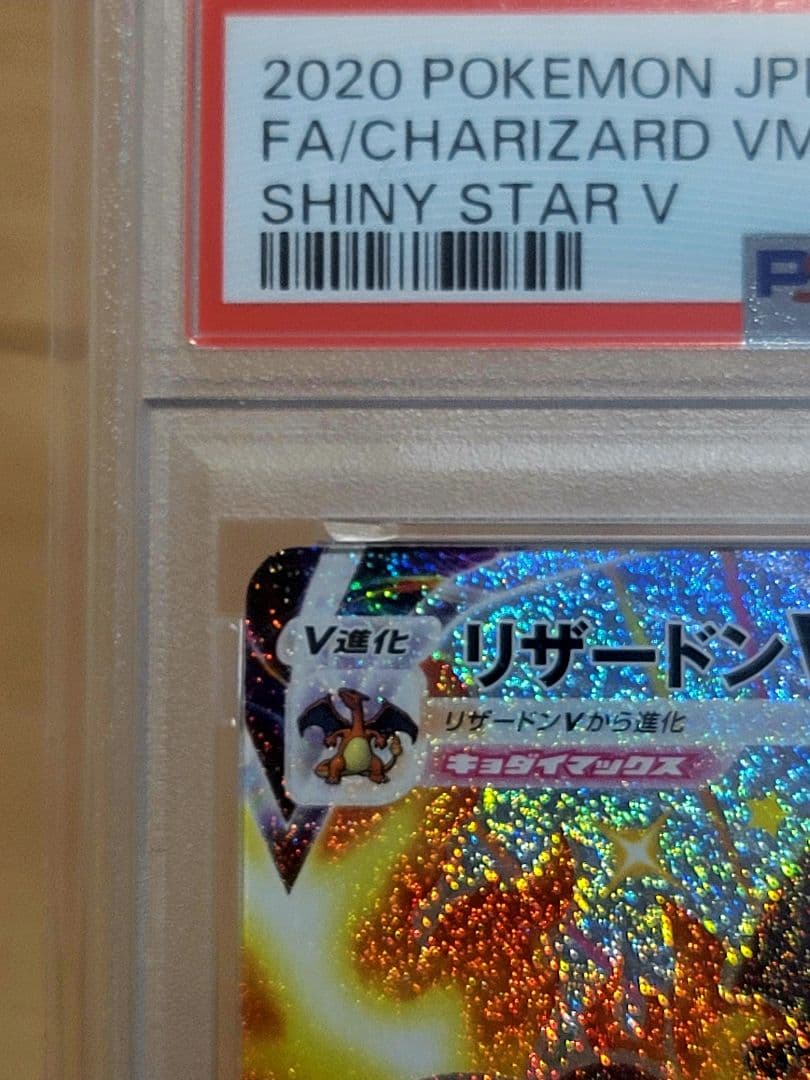 2020 POKEMON JP
FA/CHARIZARD VM
SHINY STAR V
P
V進化
リザードンV
リザードンVから進化
キョダイマックス